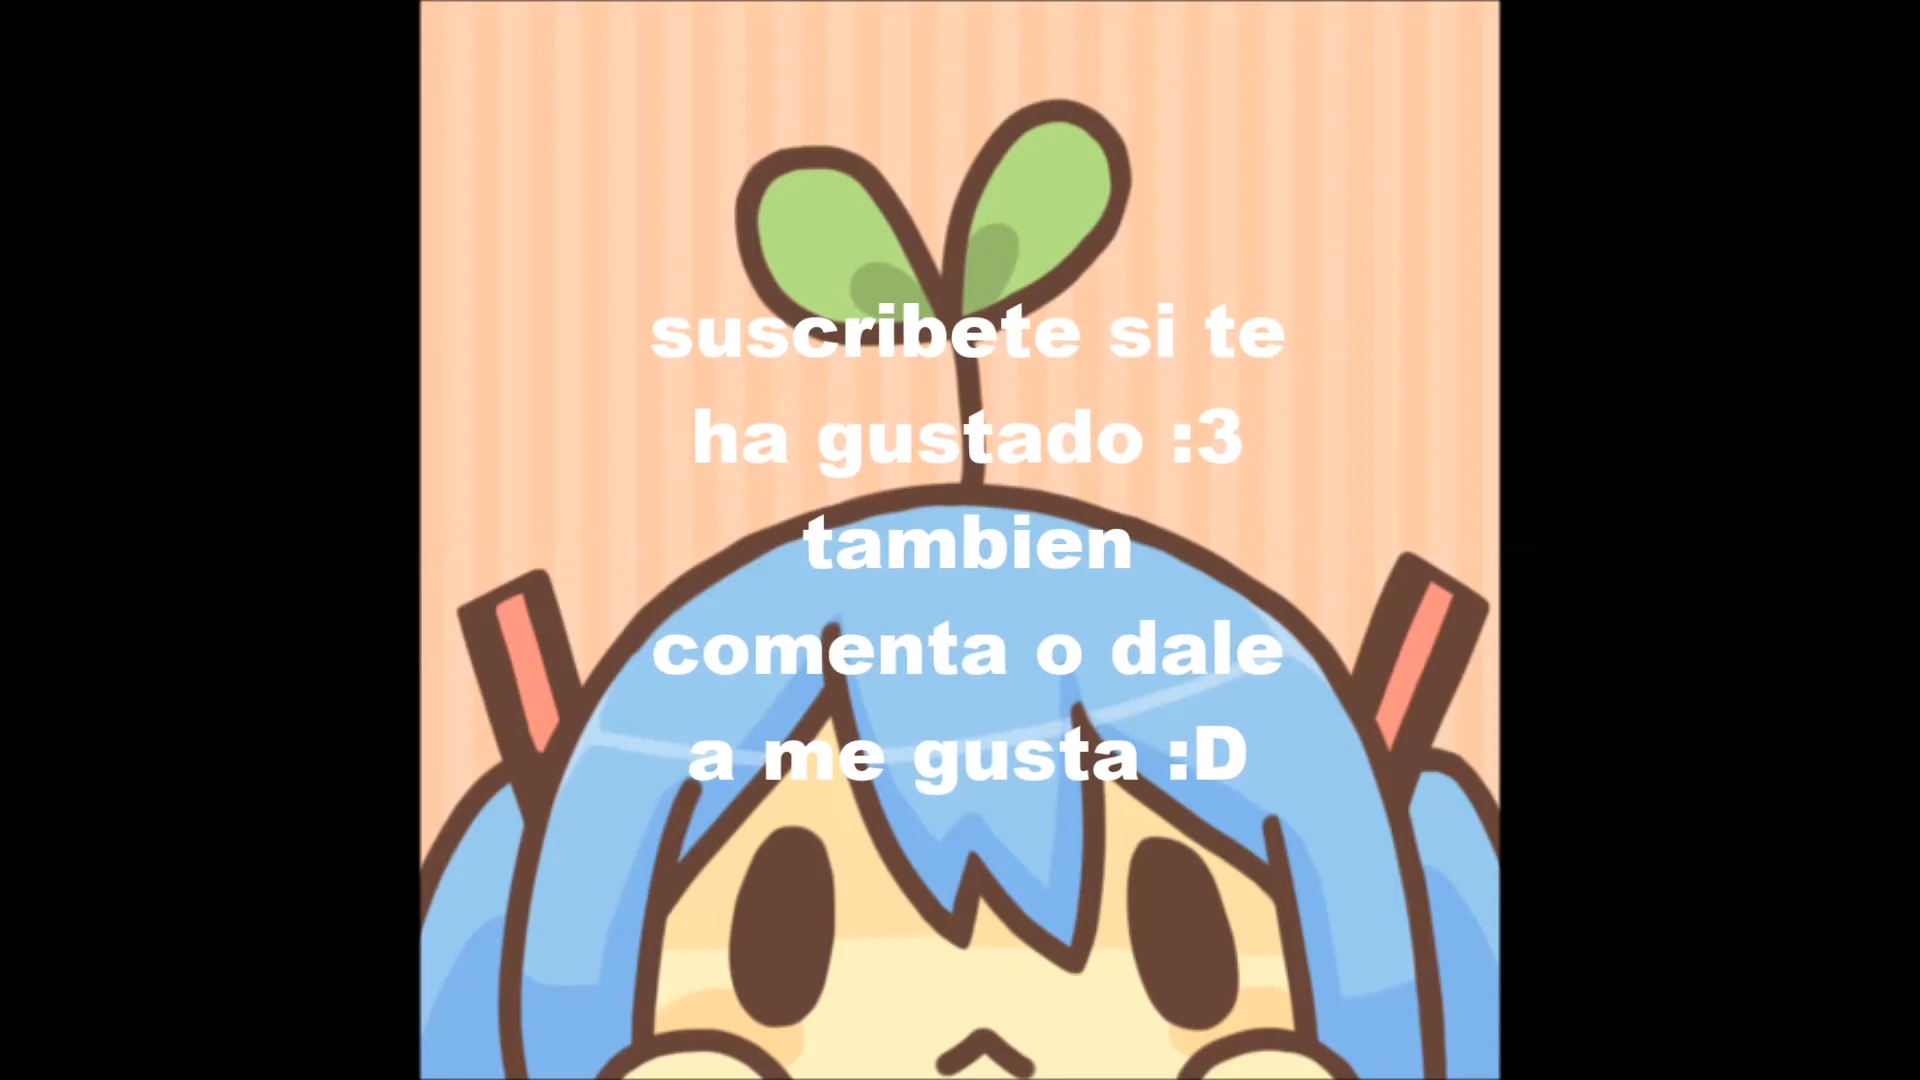 suscribete si te
ha gustado :3
tambien
comenta o dale
a me gusta :D